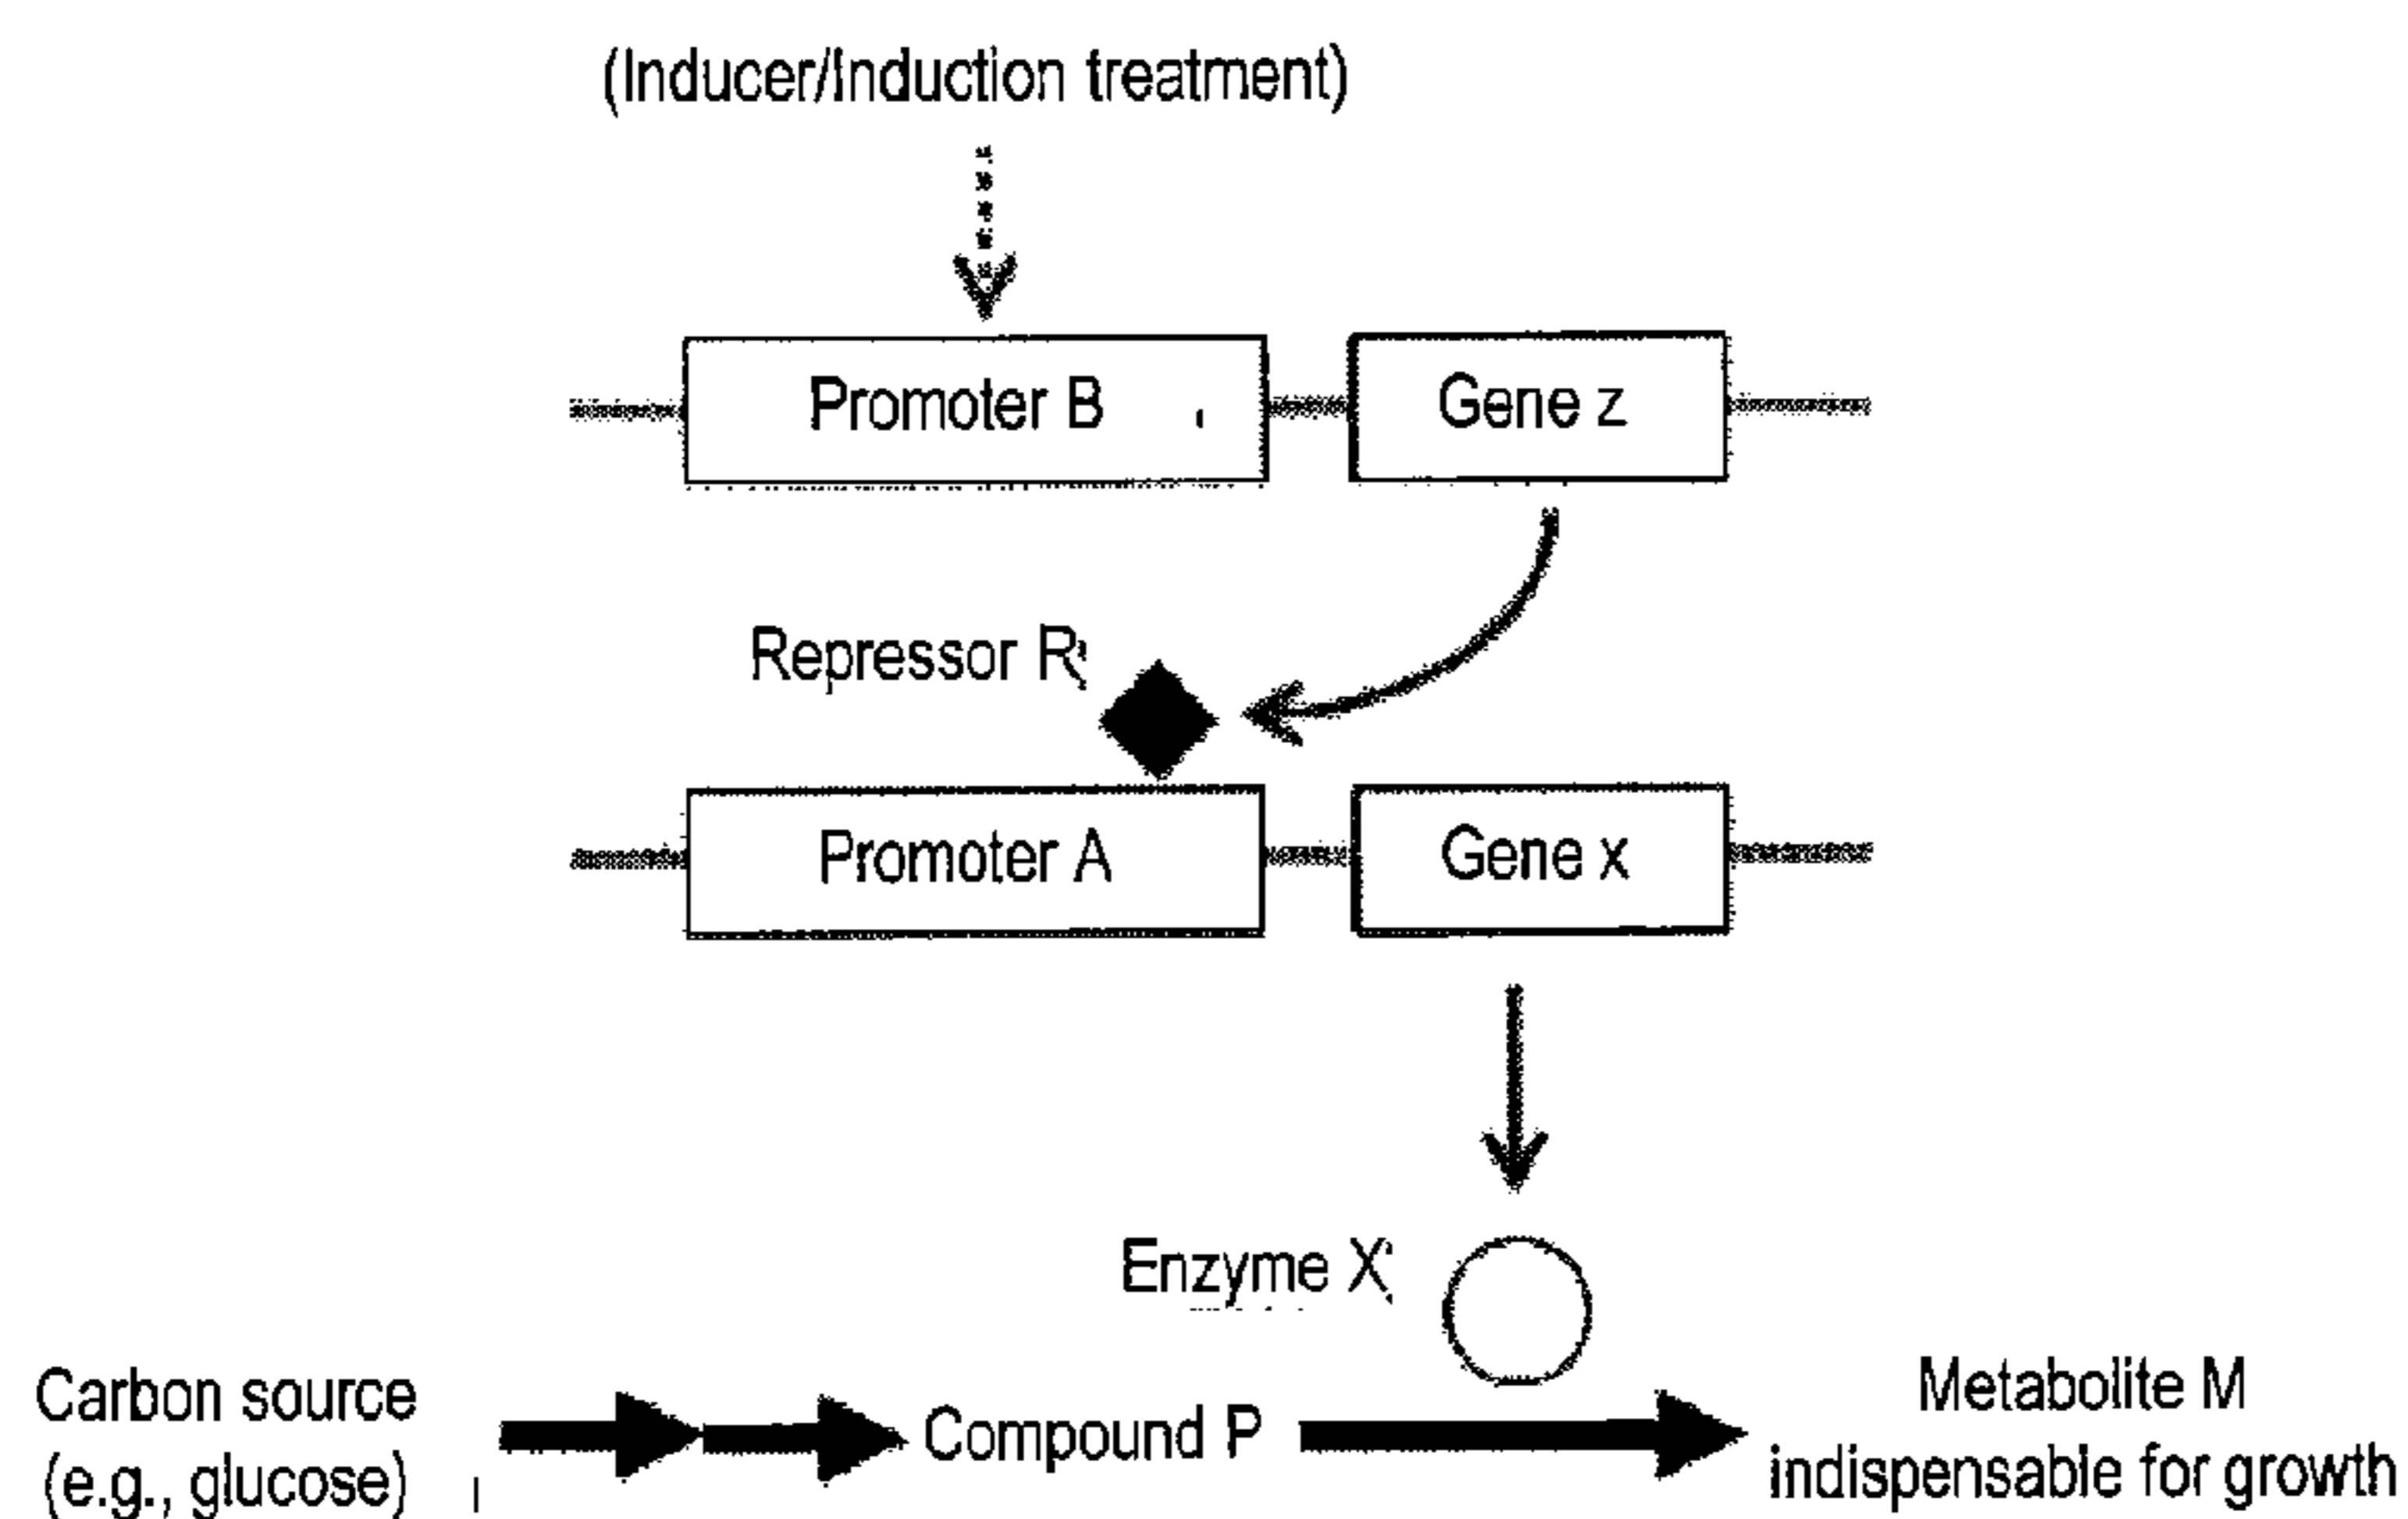 (Inducer/Induction treatment)
Promoter B
Gene z
Repressor R
Promoter A
Gene x
Enzyme X
Carbon source
(e.g., glucose)
Compound P
Metabolite M
indispensable for growth